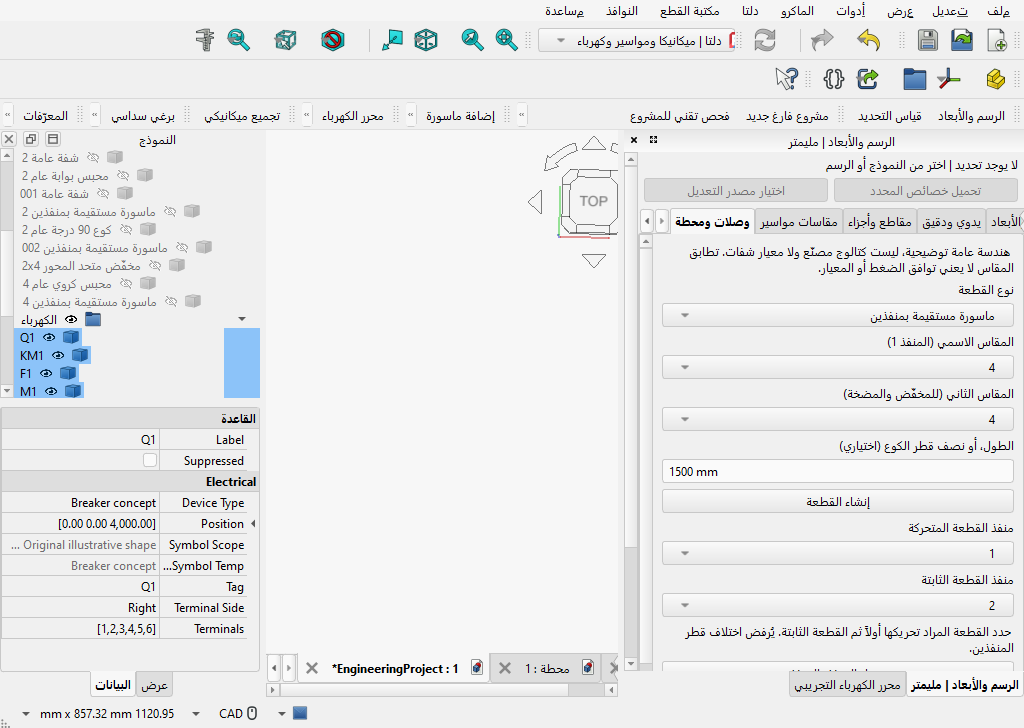 ملف
تعديل
عرض
أدوات
الماكرو
دلتا
مكتبة القطع
النوافذ
مساعدة
دلتا | ميكانيكا ومواسير وكهرباء
الرسم والأبعاد
قياس التحديد
مشروع فارغ جديد
فحص تقني للمشروع
إضافة ماسورة
محرر الكهرباء
تجميع ميكانيكي
برغي سداسي
المعرّفات
الرسم والأبعاد | مليمتر
لا يوجد تحديد | اختر من النموذج أو الرسم
تحميل خصائص المحدد
اختيار مصدر التعديل
الأبعاد
يدوي ودقيق
مقاطع وأجزاء
مقاسات مواسير
وصلات ومحطة
هندسة عامة توضيحية، ليست كتالوج مصنّع ولا معيار شفات. تطابق
المقاس لا يعني توافق الضغط أو المعيار.
نوع القطعة
ماسورة مستقيمة بمنفذين
المقاس الاسمي (المنفذ 1)
4
المقاس الثاني (للمخفّض والمضخة)
4
الطول، أو نصف قطر الكوع (اختياري)
1500 mm
إنشاء القطعة
منفذ القطعة المتحركة
1
منفذ القطعة الثابتة
2
حدد القطعة المراد تحريكها أولاً ثم القطعة الثابتة. يُرفض اختلاف قطر
المنفذين.
الرسم والأبعاد | مليمتر
محرر الكهرباء التجريبي
TOP
محطة : 1
EngineeringProject : 1*
النموذج
شفة عامة 2
محبس بوابة عام 2
شفة عامة 001
ماسورة مستقيمة بمنفذين 2
كوع 90 درجة عام 2
ماسورة مستقيمة بمنفذين 002
مخفّض متحد المحور 2x4
محبس كروي عام 4
ماسورة مستقيمة بمنفذين 4
الكهرباء
Q1
KM1
F1
M1
القاعدة
Label
Q1
Suppressed
Electrical
Device Type
Breaker concept
Position
[0.00 0.00 4,000.00]
Symbol Scope
Original illustrative shape ...
Symbol Temp...
Breaker concept
Tag
Q1
Terminal Side
Right
Terminals
[1,2,3,4,5,6]
عرض
البيانات
CAD
mm x 857.32 mm 1120.95